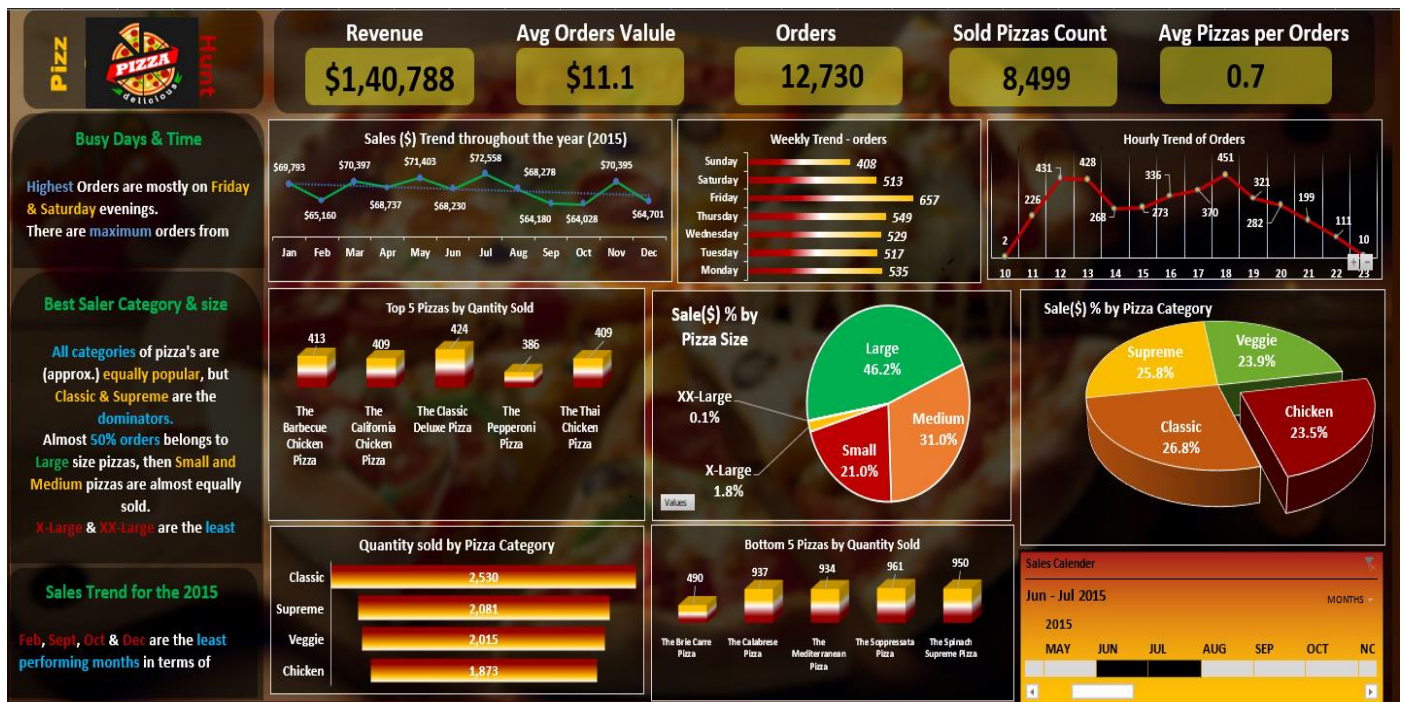 Pizz
Hunt
PIZZA
delicious
Revenue
$1,40,788
Avg Orders Valule
$11.1
Orders
12,730
Sold Pizzas Count
8,499
Avg Pizzas per Orders
0.7
Busy Days & Time
Highest Orders are mostly on Friday
& Saturday evenings.
There are maximum orders from
Best Saler Category & size
All categories of pizza's are
(approx.) equally popular, but
Classic & Supreme are the
dominators.
Almost 50% orders belongs to
Large size pizzas, then Small and
Medium pizzas are almost equally
sold.
X-Large & XX-Large are the least
Sales Trend for the 2015
Feb, Sept, Oct & Dec are the least
performing months in terms of
Sales ($) Trend throughout the year (2015)
$69,793
$65,160
$70,397
$68,737
$71,403
$68,230
$72,558
$68,278
$64,180
$64,028
$70,395
$64,701
Jan Feb Mar Apr May Jun Jul Aug Sep Oct Nov Dec
Weekly Trend - orders
Sunday 408
Saturday 513
Friday 657
Thursday 549
Wednesday 529
Tuesday 517
Monday 535
Hourly Trend of Orders
2
226
431
428
268
273
336
370
451
321
282
199
111
10
+ −
10 11 12 13 14 15 16 17 18 19 20 21 22 23
Top 5 Pizzas by Qantity Sold
413
409
424
386
409
The
Barbecue
Chicken
Pizza
The
California
Chicken
Pizza
The Classic
Deluxe Pizza
The
Pepperoni
Pizza
The Thai
Chicken
Pizza
Sale($) % by
Pizza Size
Large
46.2%
Medium
31.0%
Small
21.0%
X-Large
1.8%
XX-Large
0.1%
Values
Sale($) % by Pizza Category
Supreme
25.8%
Veggie
23.9%
Classic
26.8%
Chicken
23.5%
Quantity sold by Pizza Category
Classic 2,530
Supreme 2,081
Veggie 2,015
Chicken 1,873
Bottom 5 Pizzas by Quantity Sold
490
937
934
961
950
The Brie Carre
Pizza
The Calabrese
Pizza
The
Mediterranean
Pizza
The Soppressata
Pizza
The Spinach
Supreme Pizza
Sales Calender
Jun - Jul 2015
MONTHS
2015
MAY JUN JUL AUG SEP OCT NC